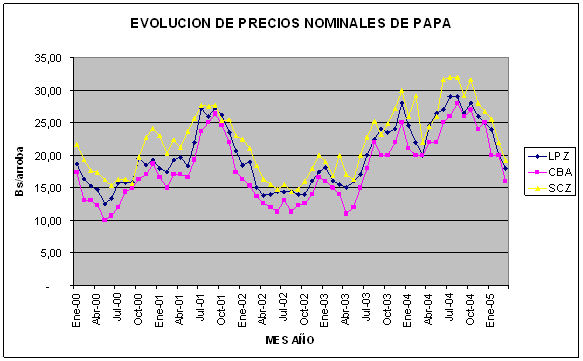 EVOLUCION DE PRECIOS NOMINALES DE PAPA
35,00
30,00
25,00
20,00
15,00
10,00
5,00
-
Bs/arroba
Ene-00
Abr-00
Jul-00
Oct-00
Ene-01
Abr-01
Jul-01
Oct-01
Ene-02
Abr-02
Jul-02
Oct-02
Ene-03
Abr-03
Jul-03
Oct-03
Ene-04
Abr-04
Jul-04
Oct-04
Ene-05
MES AÑO
LPZ
CBA
SCZ